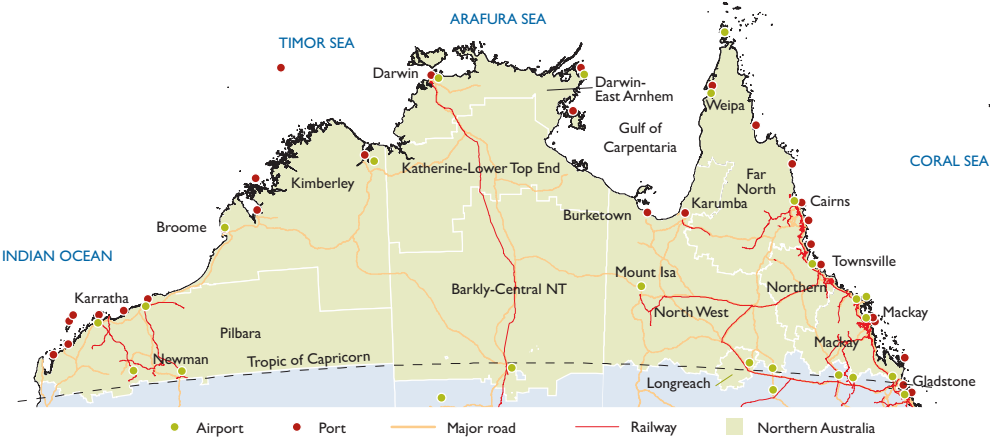 ARAFURA SEA
TIMOR SEA
Darwin
Darwin-
East Arnhem
Weipa
Gulf of
Carpentaria
CORAL SEA
Katherine-Lower Top End
Far
North
Kimberley
Karumba
Cairns
Burketown
Broome
INDIAN OCEAN
Townsville
Mount Isa
Barkly-Central NT
Northern
Karratha
North West
Mackay
Pilbara
Mackay
Newman
Tropic of Capricorn
Longreach
Gladstone
Airport
Port
Major road
Railway
Northern Australia